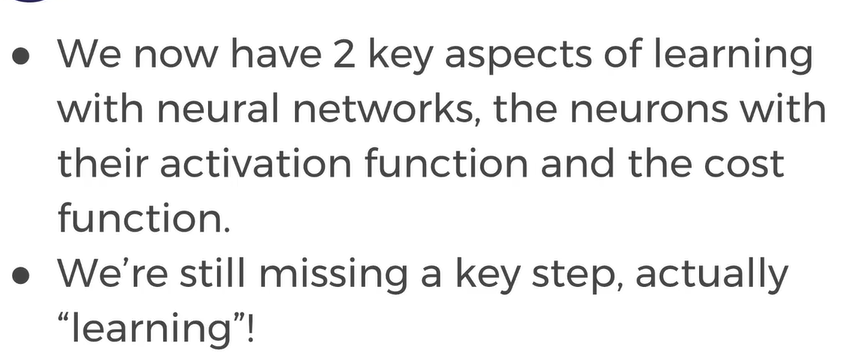 ● We now have 2 key aspects of learning
with neural networks, the neurons with
their activation function and the cost
function.
● We’re still missing a key step, actually
“learning”!